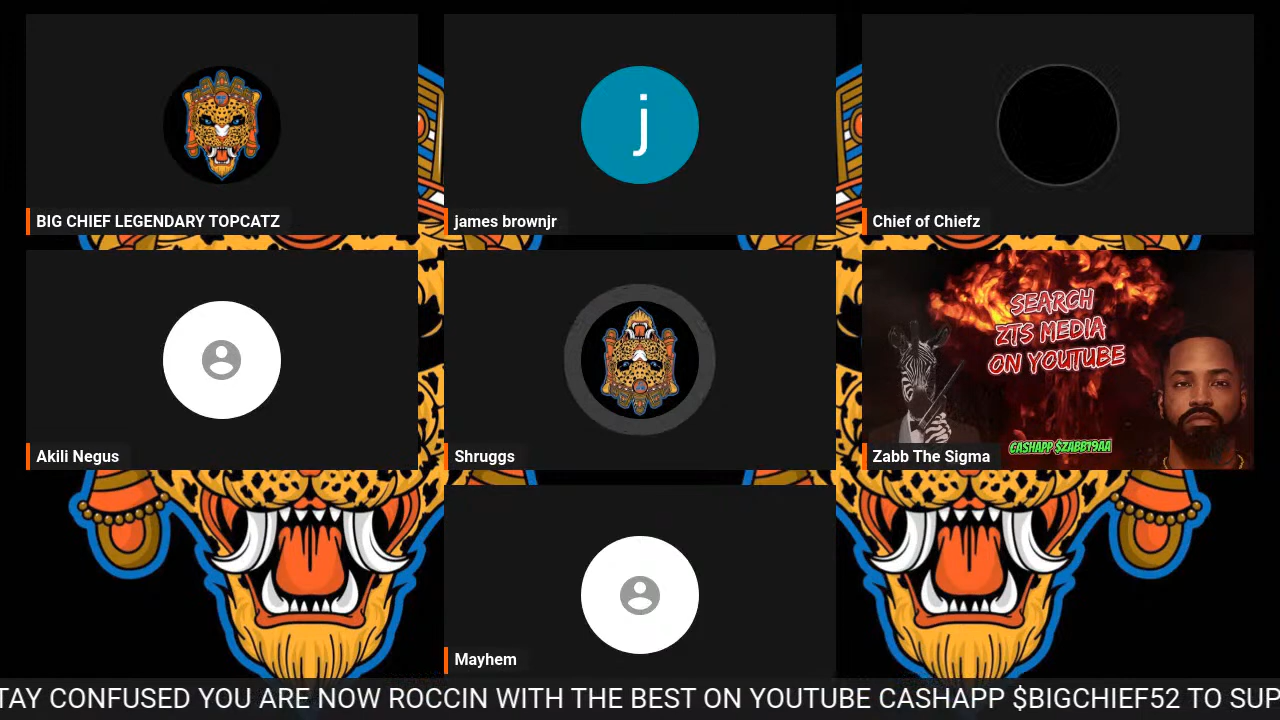 j
BIG CHIEF LEGENDARY TOPCATZ
james brownjr
Chief of Chiefz
SEARCH
ZTS MEDIA
ON YOUTUBE
CASHAPP $ZABB79AA
Akili Negus
Shruggs
Zabb The Sigma
Mayhem
TAY CONFUSED YOU ARE NOW ROCCIN WITH THE BEST ON YOUTUBE CASHAPP $BIGCHIEF52 TO SUP